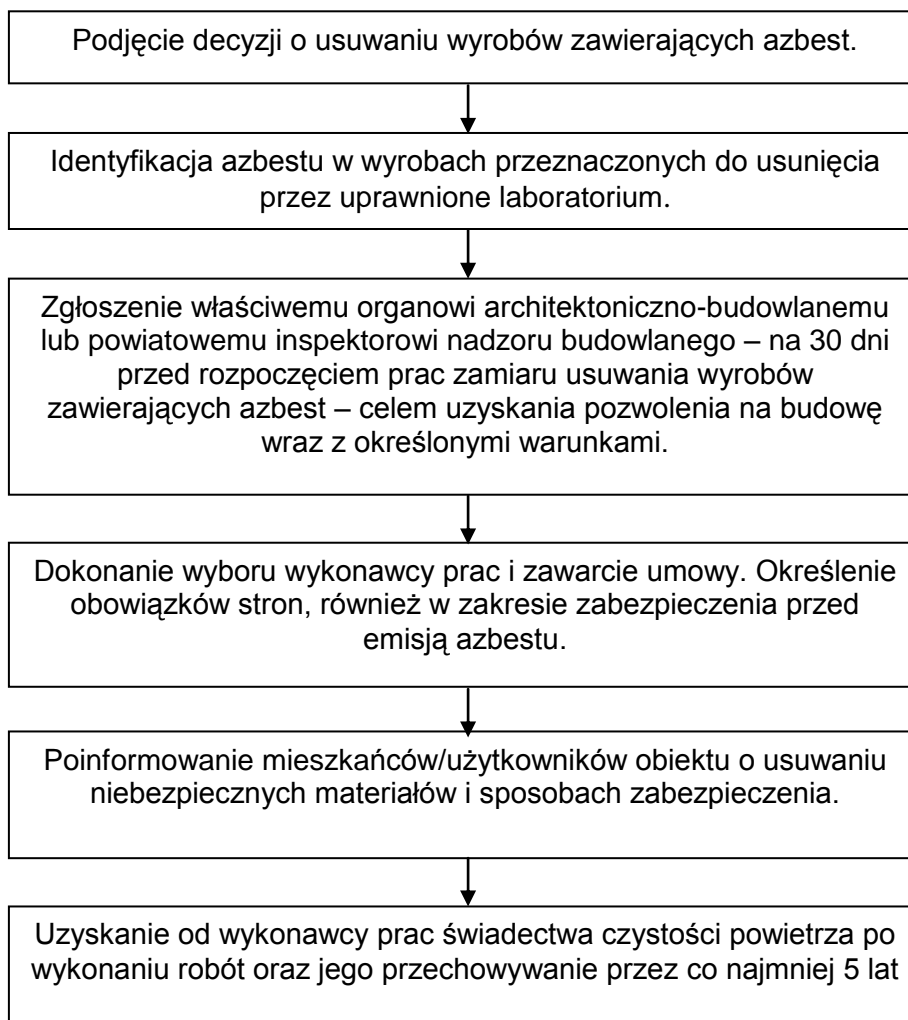 Podjęcie decyzji o usuwaniu wyrobów zawierających azbest.
Identyfikacja azbestu w wyrobach przeznaczonych do usunięcia
przez uprawnione laboratorium.
Zgłoszenie właściwemu organowi architektoniczno-budowlanemu
lub powiatowemu inspektorowi nadzoru budowlanego – na 30 dni
przed rozpoczęciem prac zamiaru usuwania wyrobów
zawierających azbest – celem uzyskania pozwolenia na budowę
wraz z określonymi warunkami.
Dokonanie wyboru wykonawcy prac i zawarcie umowy. Określenie
obowiązków stron, również w zakresie zabezpieczenia przed
emisją azbestu.
Poinformowanie mieszkańców/użytkowników obiektu o usuwaniu
niebezpiecznych materiałów i sposobach zabezpieczenia.
Uzyskanie od wykonawcy prac świadectwa czystości powietrza po
wykonaniu robót oraz jego przechowywanie przez co najmniej 5 lat